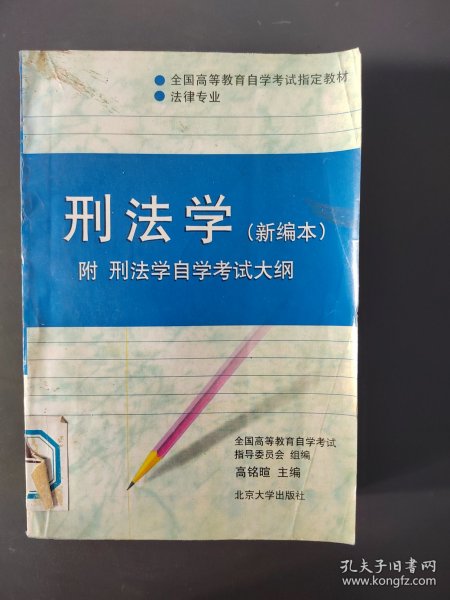 ● 全国高等教育自学考试指定教材
● 法律专业
刑法学（新编本）
附 刑法学自学考试大纲
全国高等教育自学考试
指导委员会 组编
高铭暄 主编
北京大学出版社
孔夫子旧书网
www.kongfz.com